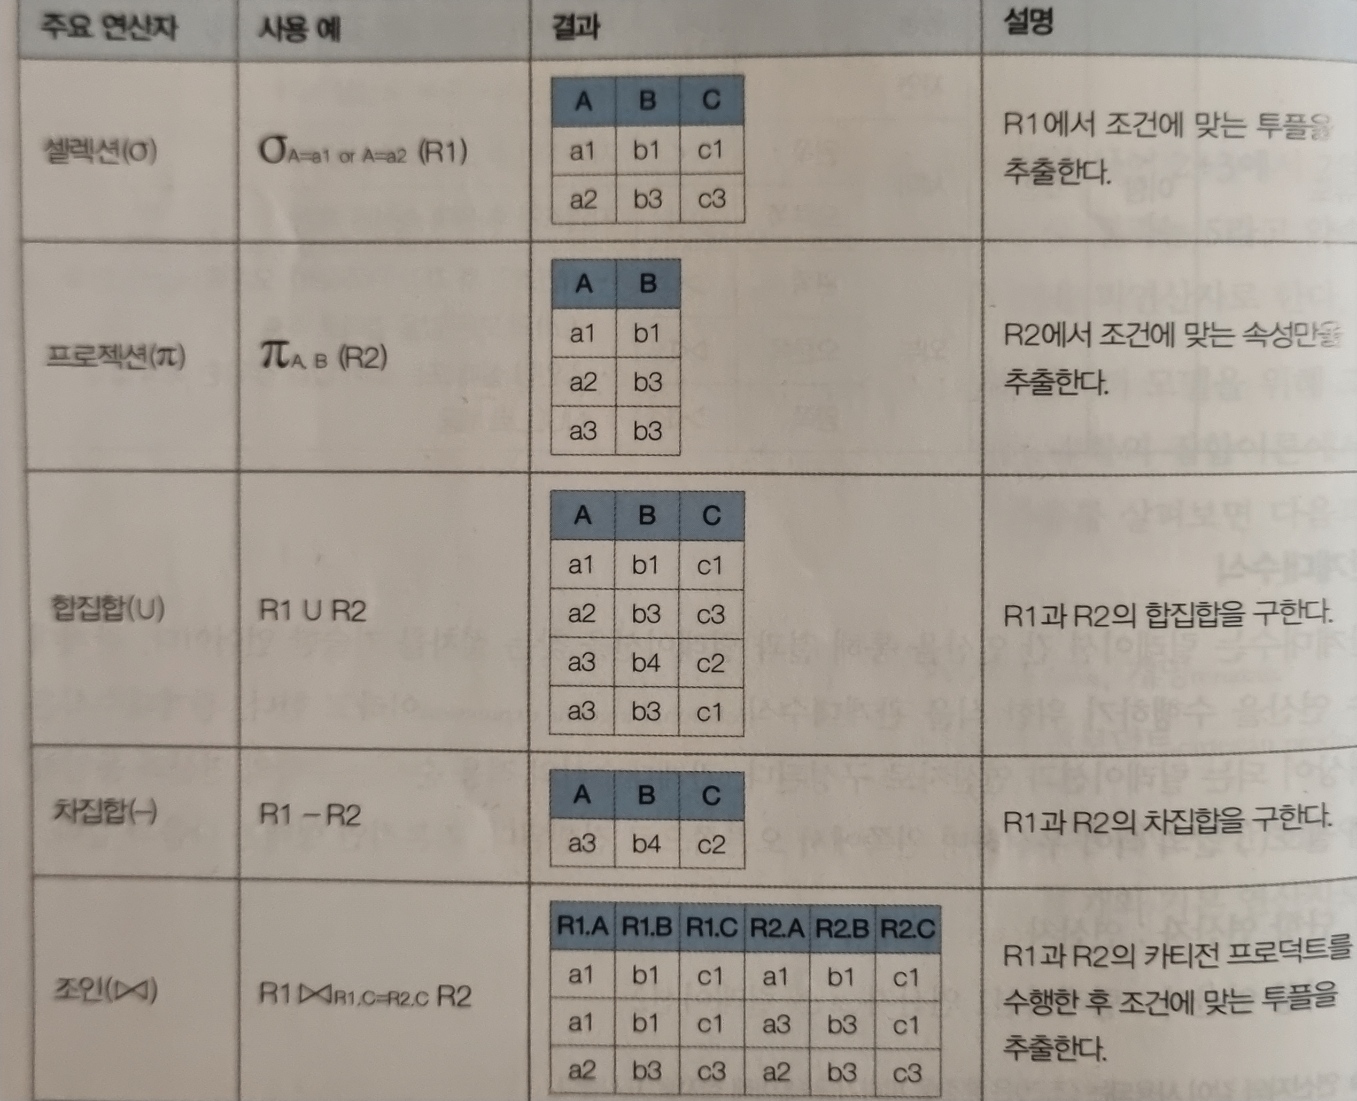 주요 연산자 사용 예 결과 설명
셀렉션(σ) σA=a1 or A=a2 (R1)
A B C
a1 b1 c1
a2 b3 c3
R1에서 조건에 맞는 투플을
추출한다.
프로젝션(π) πA, B (R2)
A B
a1 b1
a2 b3
a3 b3
R2에서 조건에 맞는 속성만을
추출한다.
합집합(∪) R1 ∪ R2
A B C
a1 b1 c1
a2 b3 c3
a3 b4 c2
a3 b3 c1
R1과 R2의 합집합을 구한다.
차집합(−) R1 − R2
A B C
a3 b4 c2
R1과 R2의 차집합을 구한다.
조인(⋈) R1⋈R1.C=R2.C R2
R1.A R1.B R1.C R2.A R2.B R2.C
a1 b1 c1 a1 b1 c1
a1 b1 c1 a3 b3 c1
a2 b3 c3 a2 b3 c3
R1과 R2의 카티전 프로덕트를
수행한 후 조건에 맞는 투플을
추출한다.